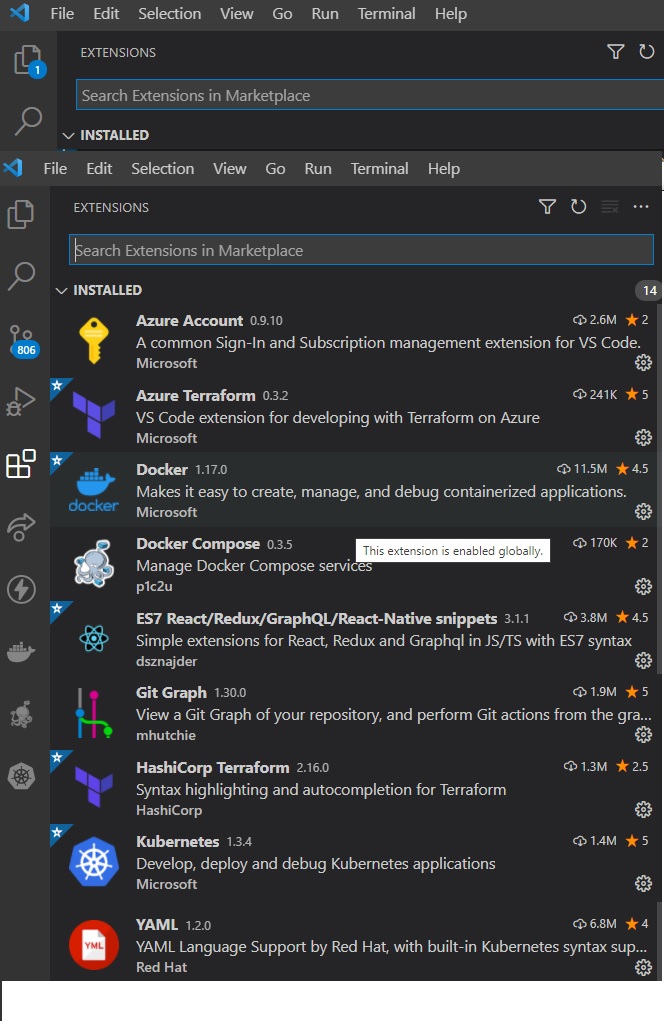 File Edit Selection View Go Run Terminal Help
EXTENSIONS
1
Search Extensions in Marketplace
INSTALLED
File Edit Selection View Go Run Terminal Help
EXTENSIONS
Search Extensions in Marketplace
INSTALLED 14
Azure Account 0.9.10 2.6M 2
A common Sign-In and Subscription management extension for VS Code.
Microsoft
806
Azure Terraform 0.3.2 241K 5
VS Code extension for developing with Terraform on Azure
Microsoft
Docker 1.17.0 11.5M 4.5
Makes it easy to create, manage, and debug containerized applications.
Microsoft
docker
Docker Compose 0.3.5 170K 2
This extension is enabled globally.
Manage Docker Compose services
p1c2u
ES7 React/Redux/GraphQL/React-Native snippets 3.1.1 3.8M 4.5
Simple extensions for React, Redux and Graphql in JS/TS with ES7 syntax
dsznajder
Git Graph 1.30.0 1.9M 5
View a Git Graph of your repository, and perform Git actions from the gra...
mhutchie
HashiCorp Terraform 2.16.0 1.3M 2.5
Syntax highlighting and autocompletion for Terraform
HashiCorp
Kubernetes 1.3.4 1.4M 5
Develop, deploy and debug Kubernetes applications
Microsoft
YAML 1.2.0 6.8M 4
YML
YAML Language Support by Red Hat, with built-in Kubernetes syntax sup...
Red Hat